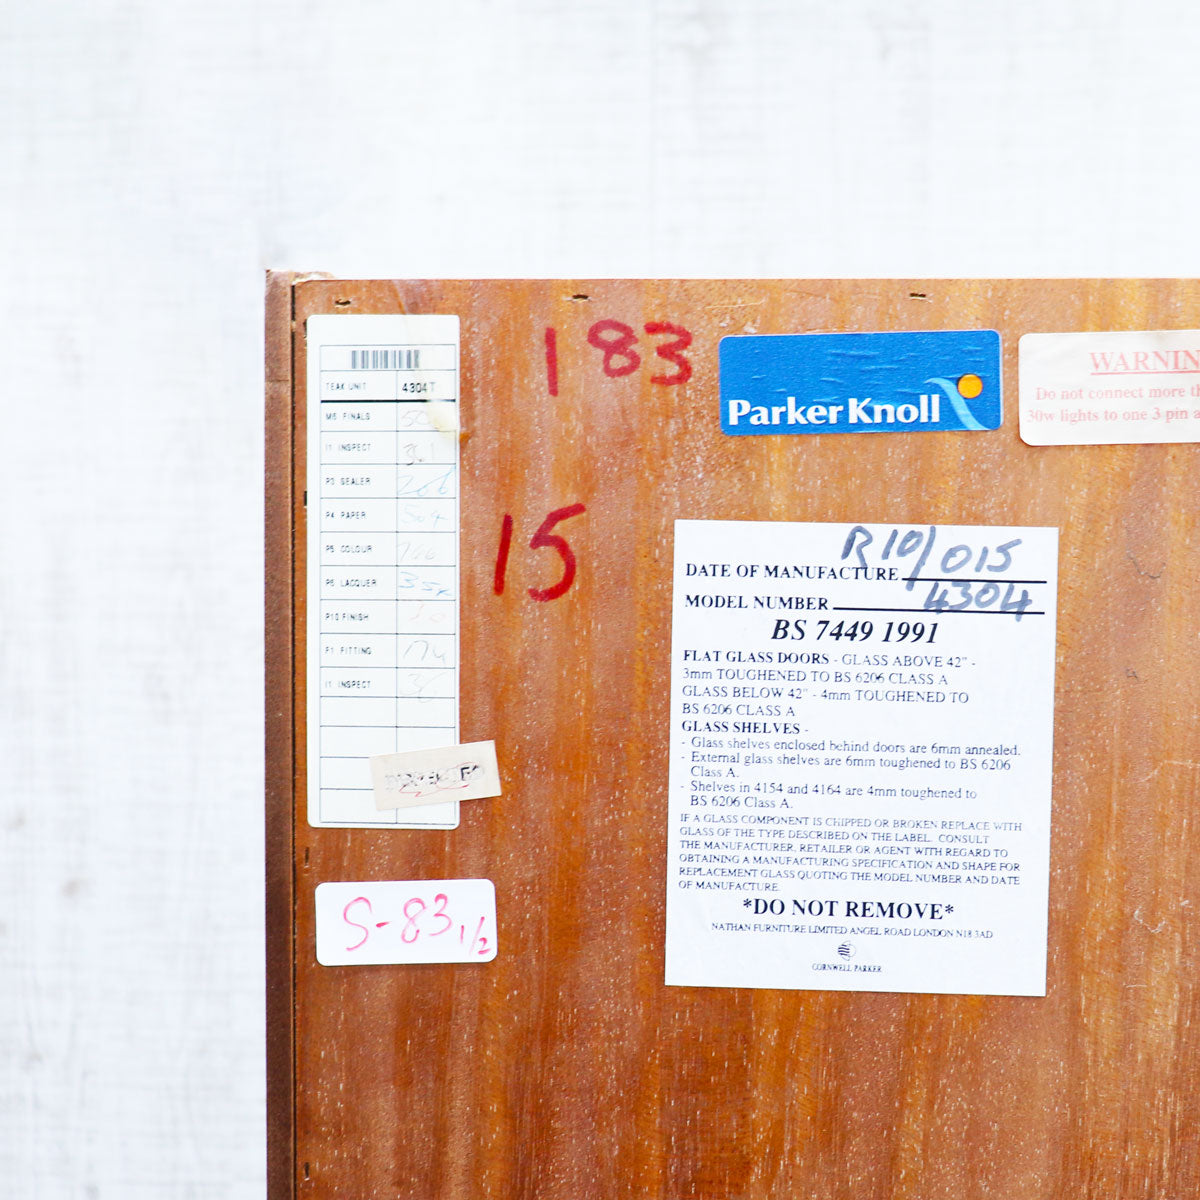 1 83
Parker Knoll
WARNIN
Do not connect more th
30w lights to one 3 pin a
TEAK UNIT 4304T
M5 FINALS
I1 INSPECT 361
P3 SEALER
P4 PAPER 504
P5 COLOUR
P6 LACQUER
P10 FINISH
F1 FITTING
I1 INSPECT
S-83 1/2
15
R10/015
DATE OF MANUFACTURE
4304
MODEL NUMBER
BS 7449 1991
FLAT GLASS DOORS - GLASS ABOVE 42" -
3mm TOUGHENED TO BS 6206 CLASS A
GLASS BELOW 42" - 4mm TOUGHENED TO
BS 6206 CLASS A
GLASS SHELVES -
- Glass shelves enclosed behind doors are 6mm annealed.
- External glass shelves are 6mm toughened to BS 6206
Class A.
- Shelves in 4154 and 4164 are 4mm toughened to
BS 6206 Class A.
IF A GLASS COMPONENT IS CHIPPED OR BROKEN REPLACE WITH
GLASS OF THE TYPE DESCRIBED ON THE LABEL. CONSULT
THE MANUFACTURER, RETAILER OR AGENT WITH REGARD TO
OBTAINING A MANUFACTURING SPECIFICATION AND SHAPE FOR
REPLACEMENT GLASS QUOTING THE MODEL NUMBER AND DATE
OF MANUFACTURE.
*DO NOT REMOVE*
NATHAN FURNITURE LIMITED ANGEL ROAD LONDON N18 3AD
CORNWELL PARKER